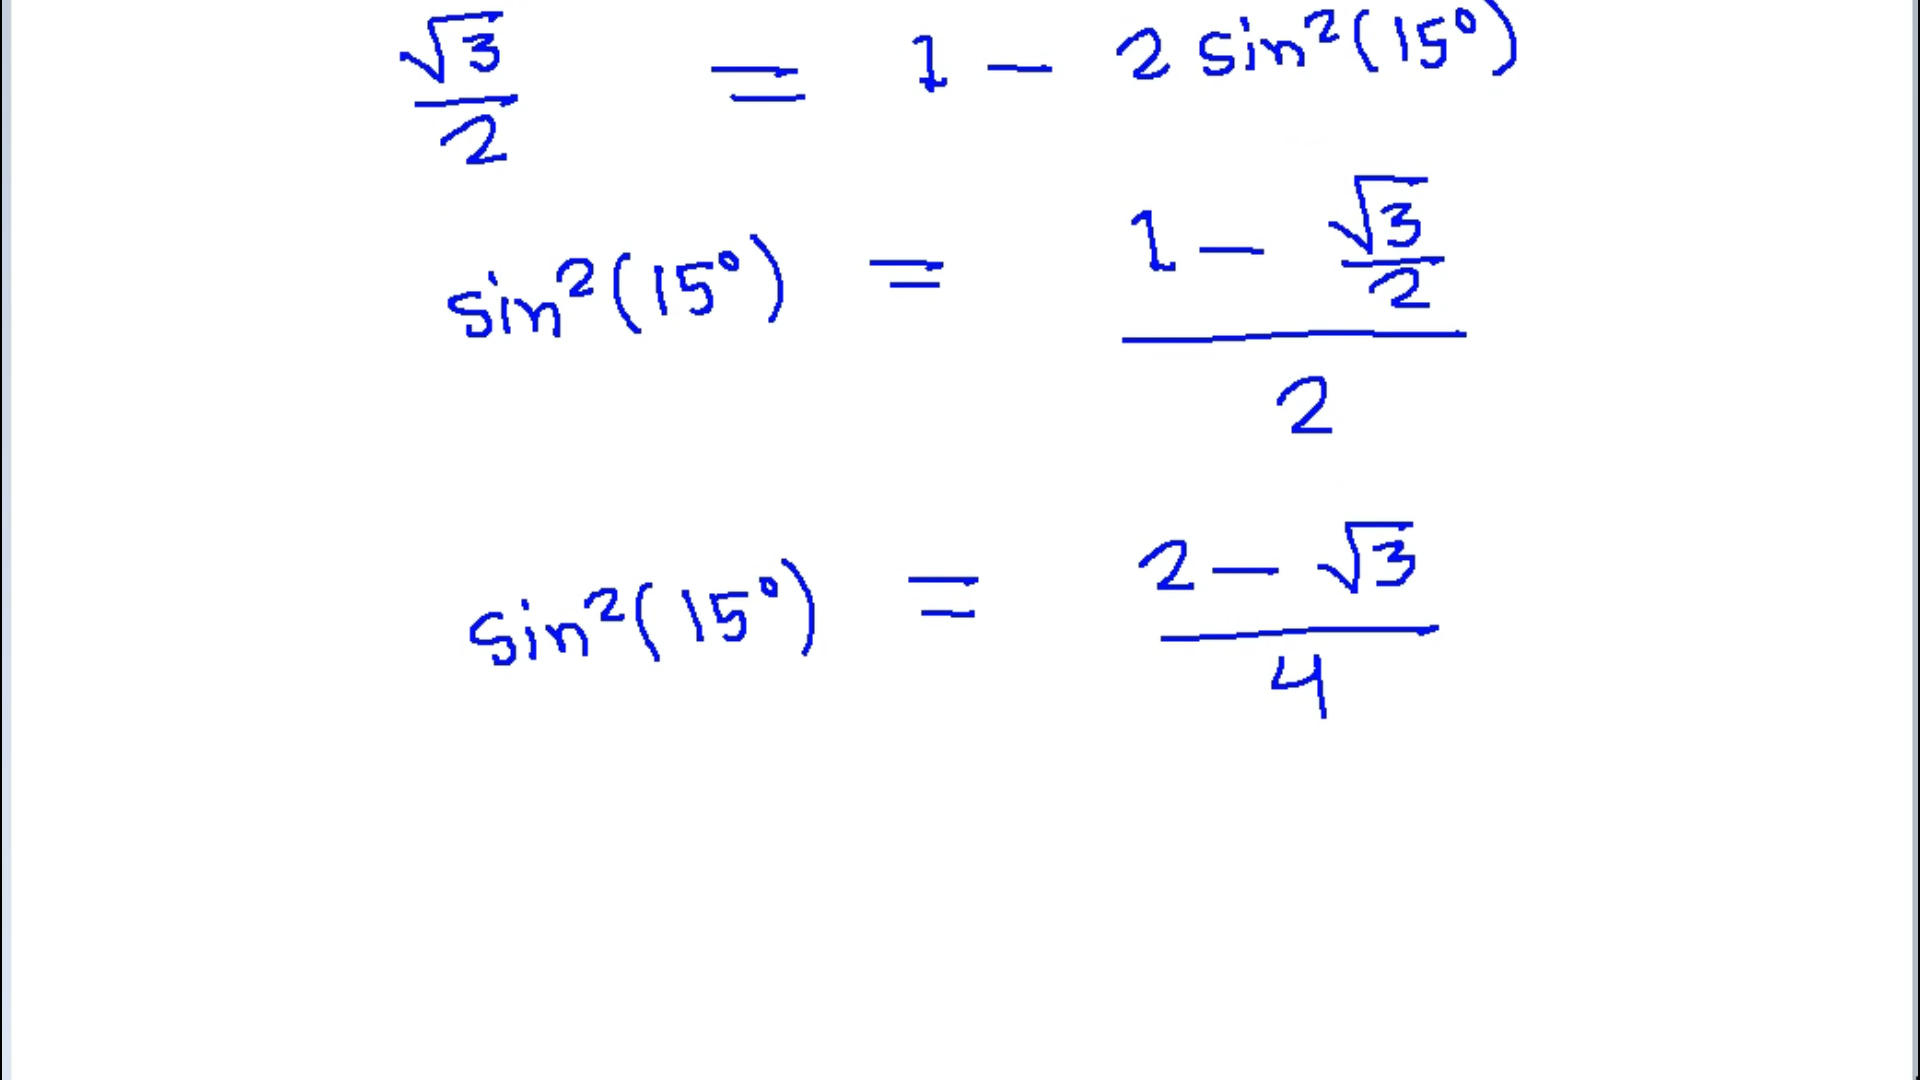 √3/2 = 1 - 2 sin²(15°)
sin²(15°) = (1 - √3/2)/2
sin²(15°) = (2 - √3)/4